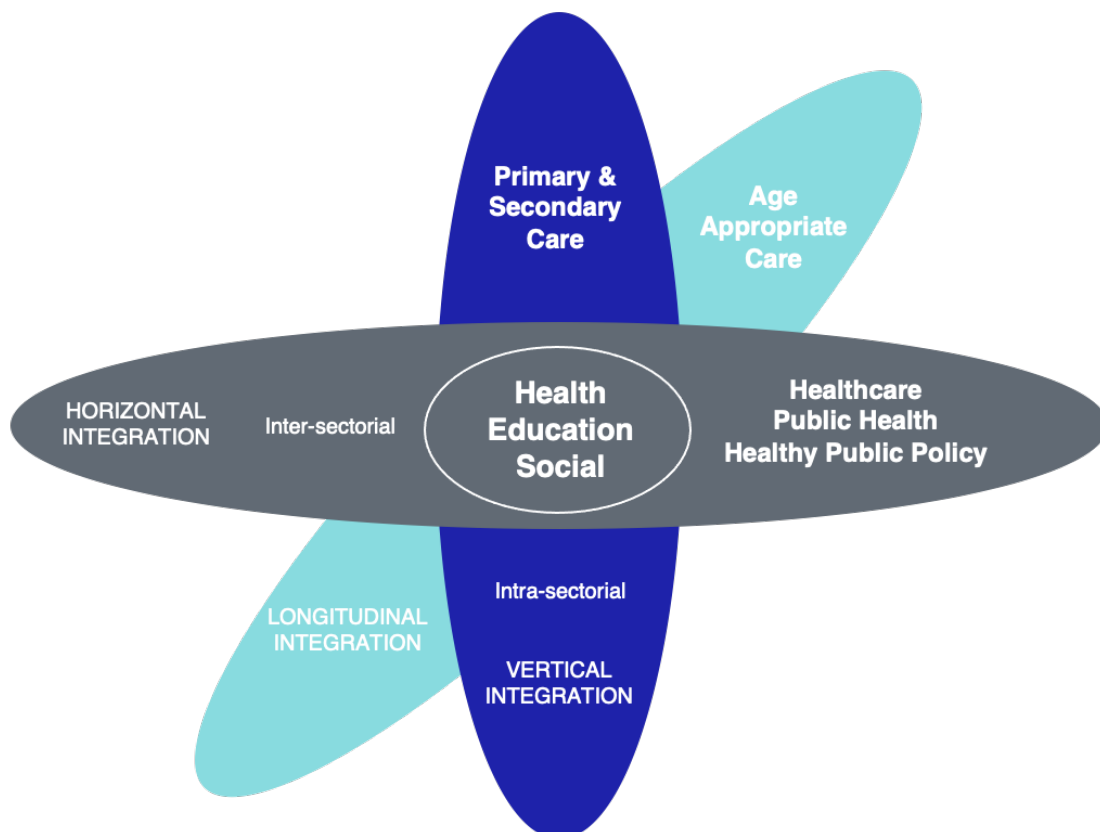 Primary &
Secondary
Care
Age
Appropriate
Care
HORIZONTAL
INTEGRATION
Inter-sectorial
Health
Education
Social
Healthcare
Public Health
Healthy Public Policy
LONGITUDINAL
INTEGRATION
Intra-sectorial
VERTICAL
INTEGRATION